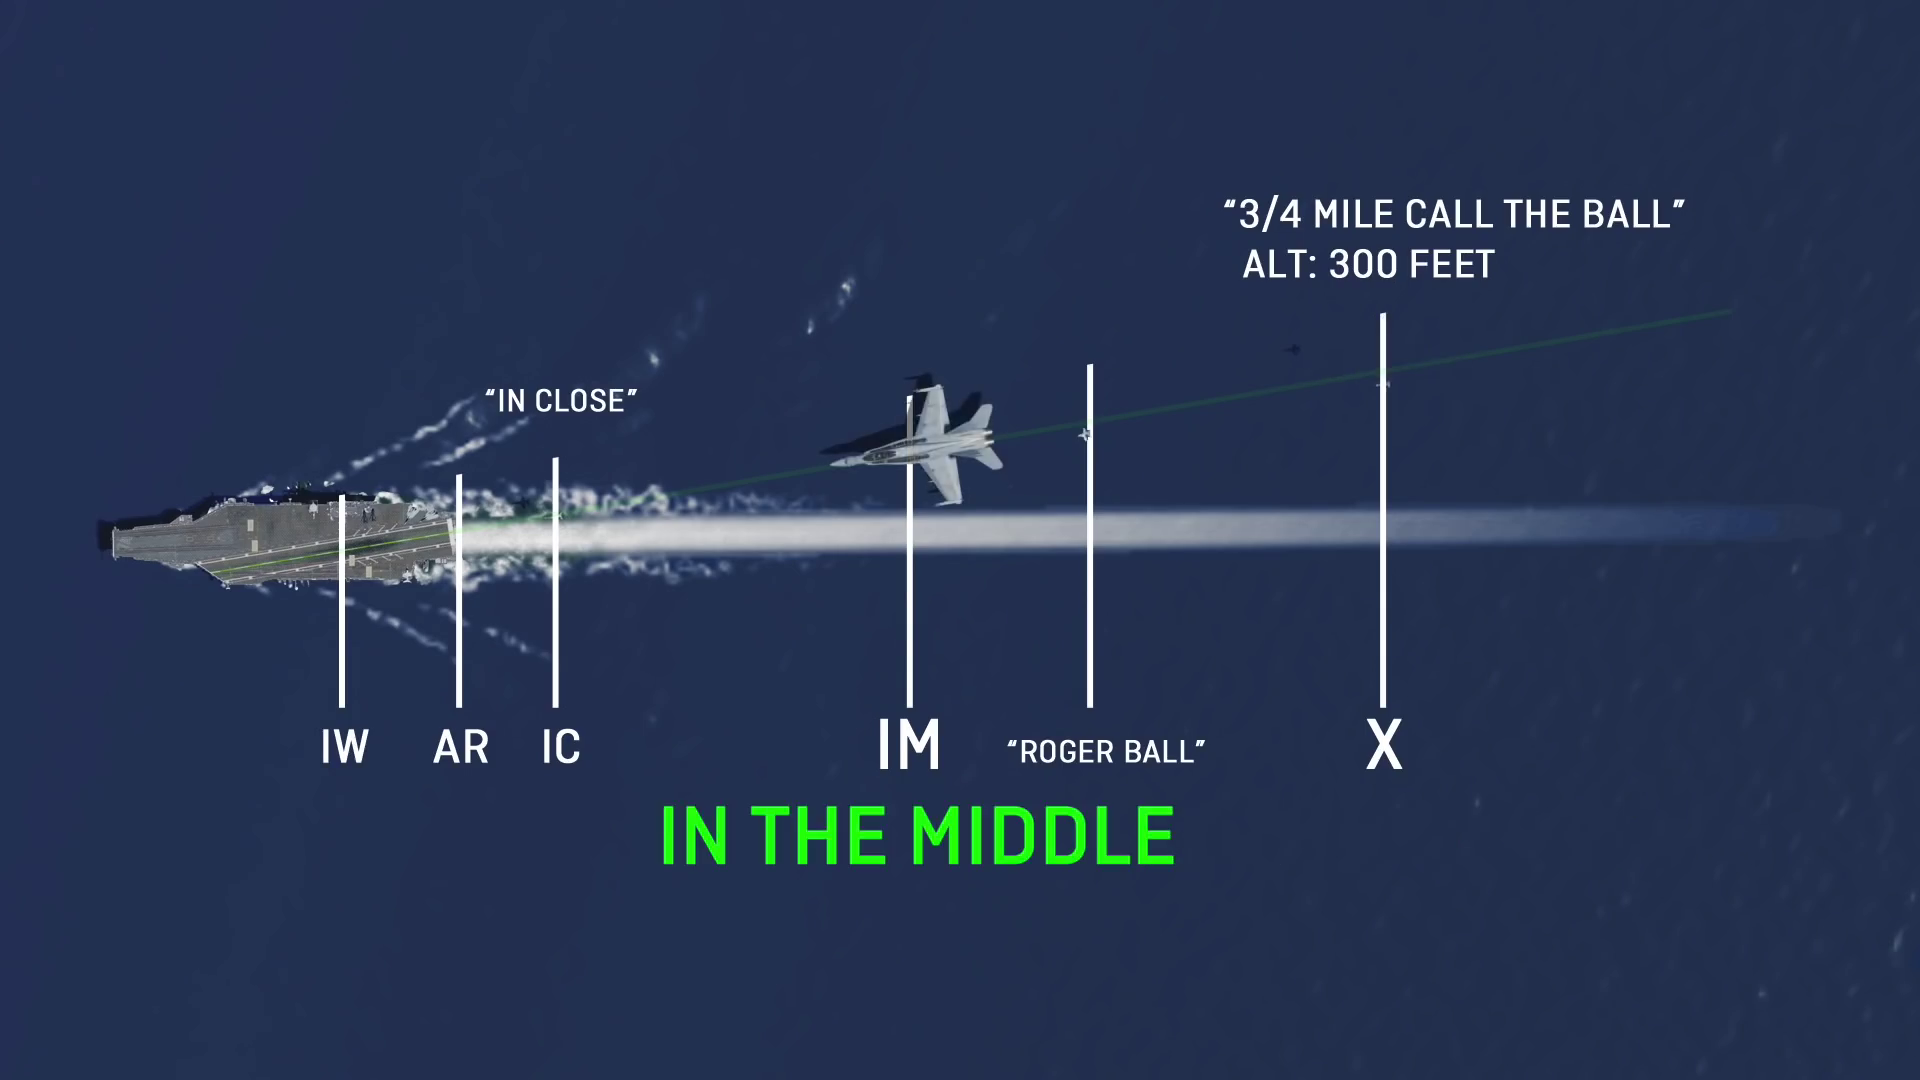 “3/4 MILE CALL THE BALL”
ALT: 300 FEET
“IN CLOSE”
IW
AR
IC
IM
“ROGER BALL”
X
IN THE MIDDLE